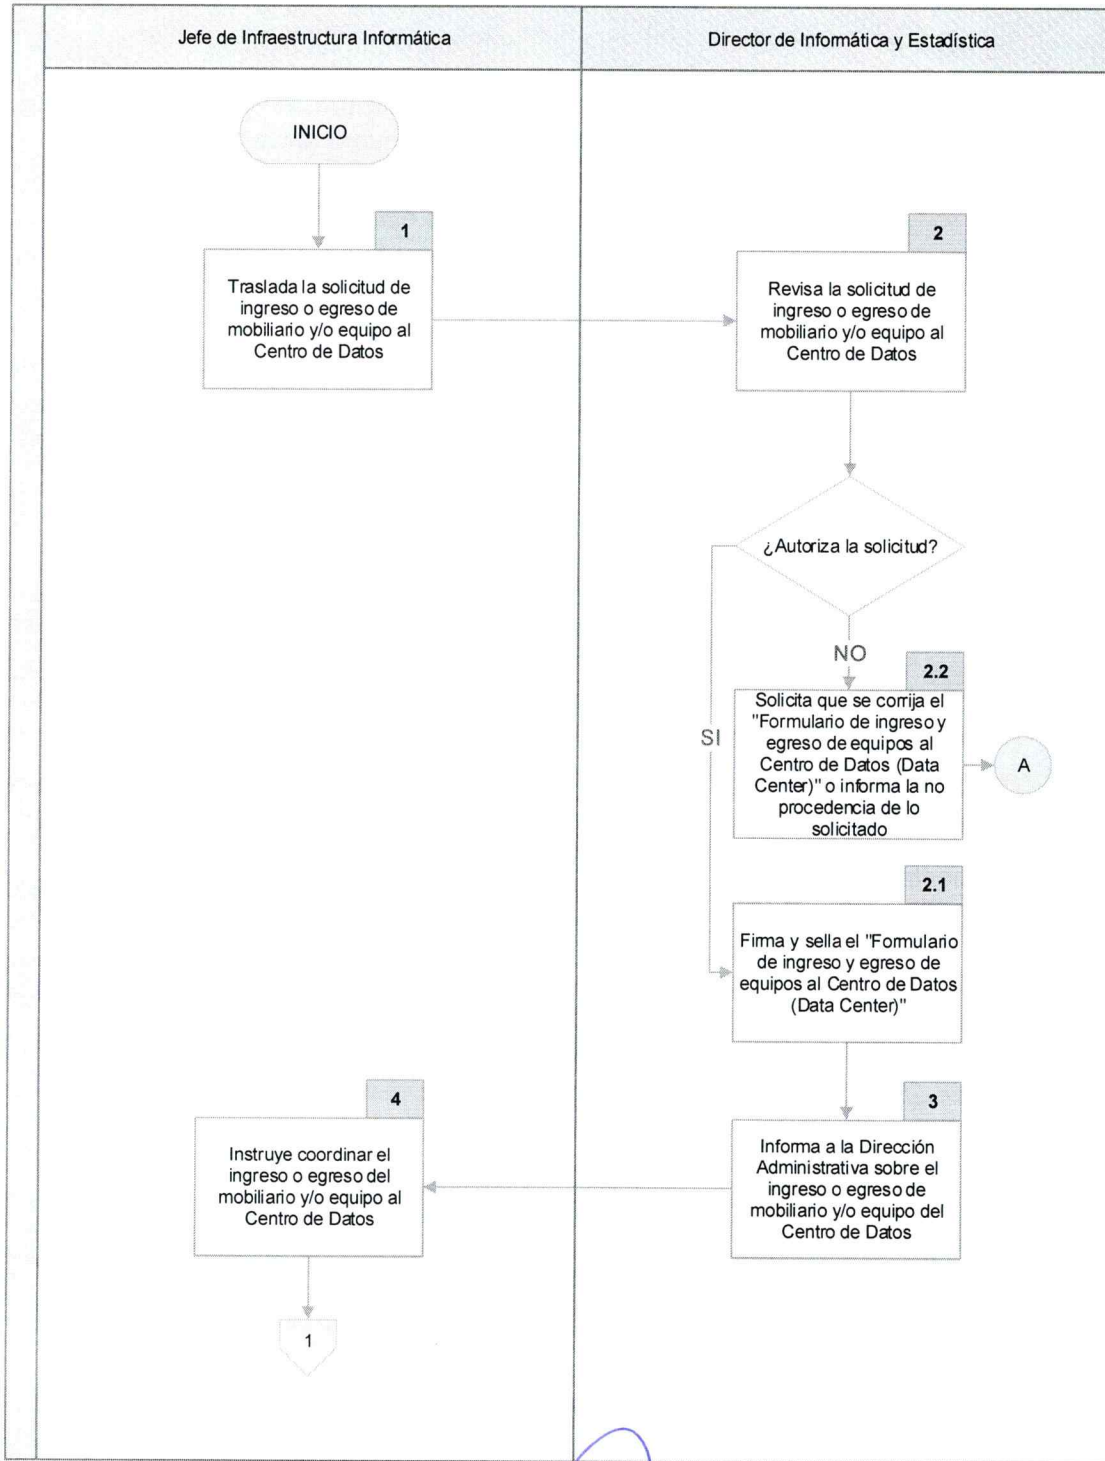 Jefe de Infraestructura Informática
Director de Informática y Estadística
INICIO
1
Traslada la solicitud de
ingreso o egreso de
mobiliario y/o equipo al
Centro de Datos
2
Revisa la solicitud de
ingreso o egreso de
mobiliario y/o equipo al
Centro de Datos
¿Autoriza la solicitud?
NO
SI
2.2
Solicita que se corrija el
"Formulario de ingreso y
egreso de equipos al
Centro de Datos (Data
Center)" o informa la no
procedencia de lo
solicitado
A
2.1
Firma y sella el "Formulario
de ingreso y egreso de
equipos al Centro de Datos
(Data Center)"
3
Informa a la Dirección
Administrativa sobre el
ingreso o egreso de
mobiliario y/o equipo del
Centro de Datos
4
Instruye coordinar el
ingreso o egreso del
mobiliario y/o equipo al
Centro de Datos
1